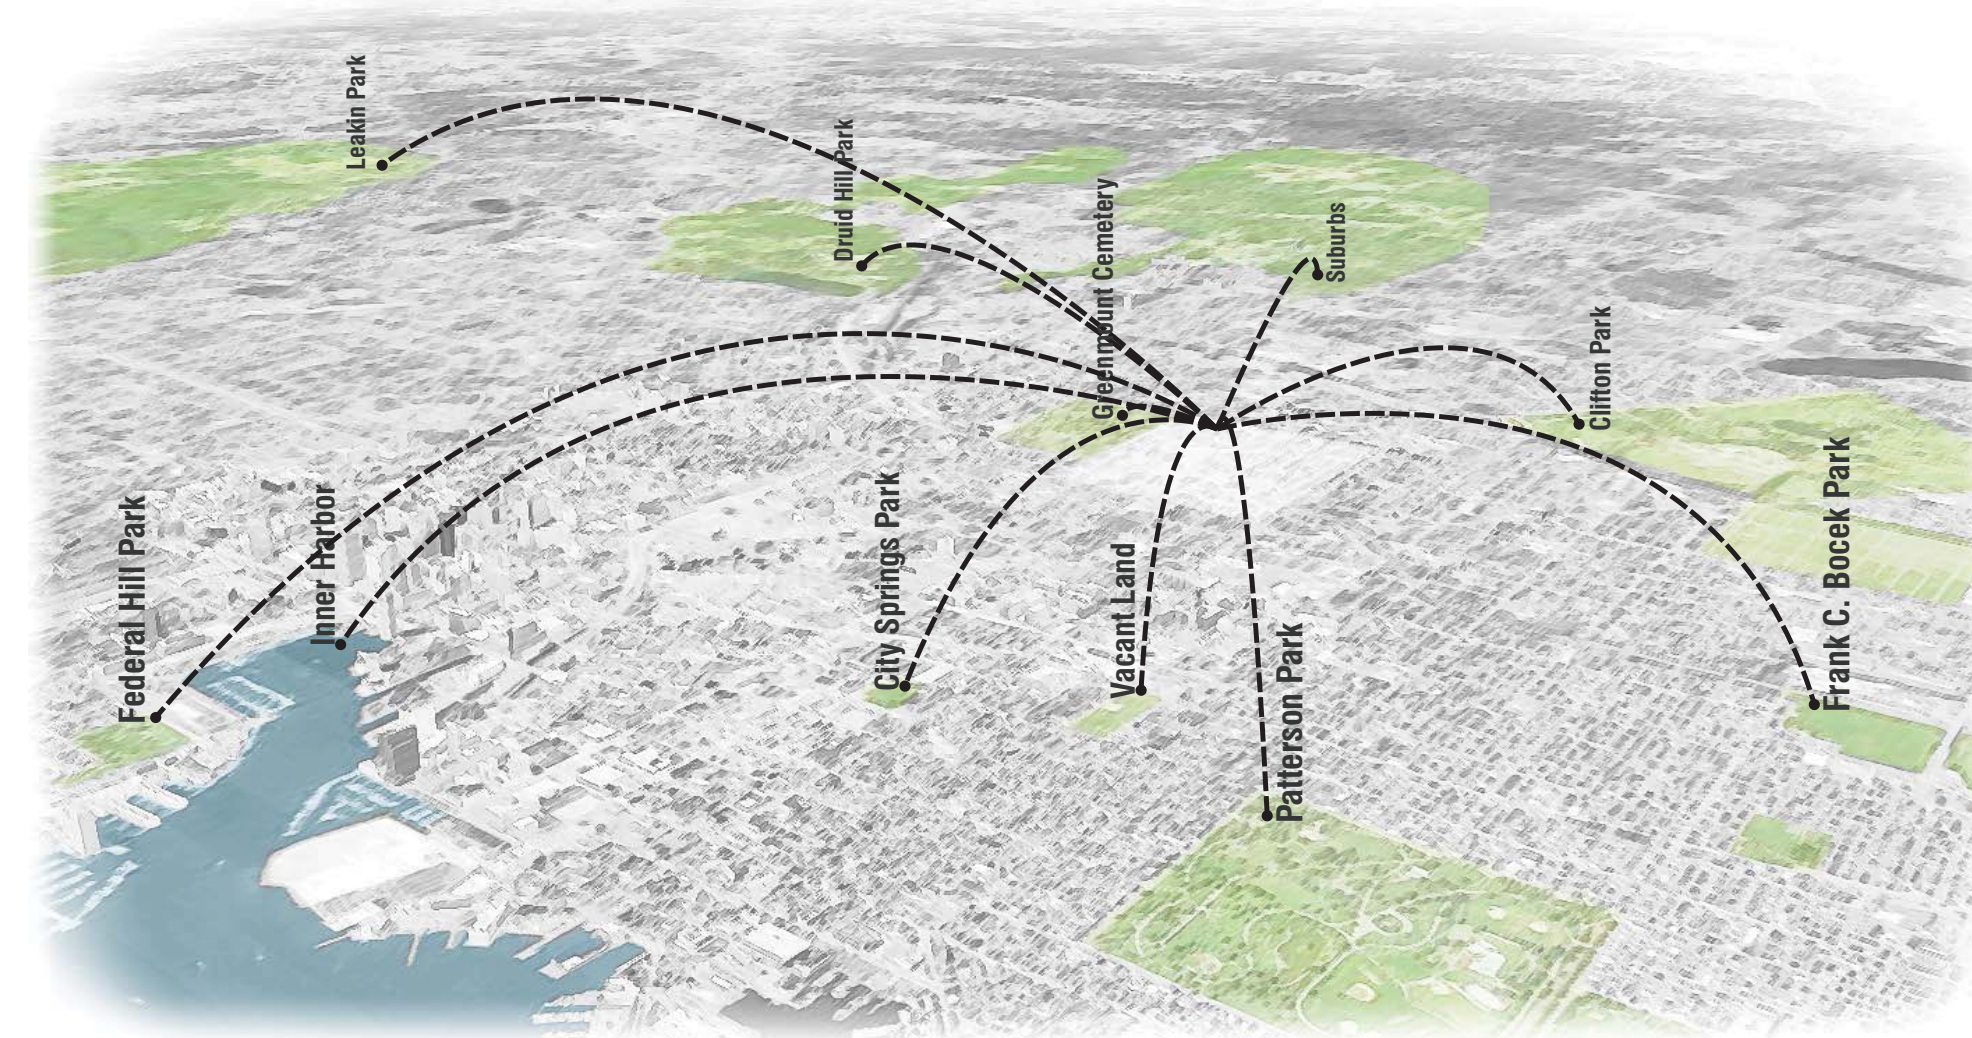 Leakin Park
Druid Hill Park
Greenmount Cemetery
Suburbs
Clifton Park
Federal Hill Park
Inner Harbor
City Springs Park
Vacant Land
Patterson Park
Frank C. Bocek Park